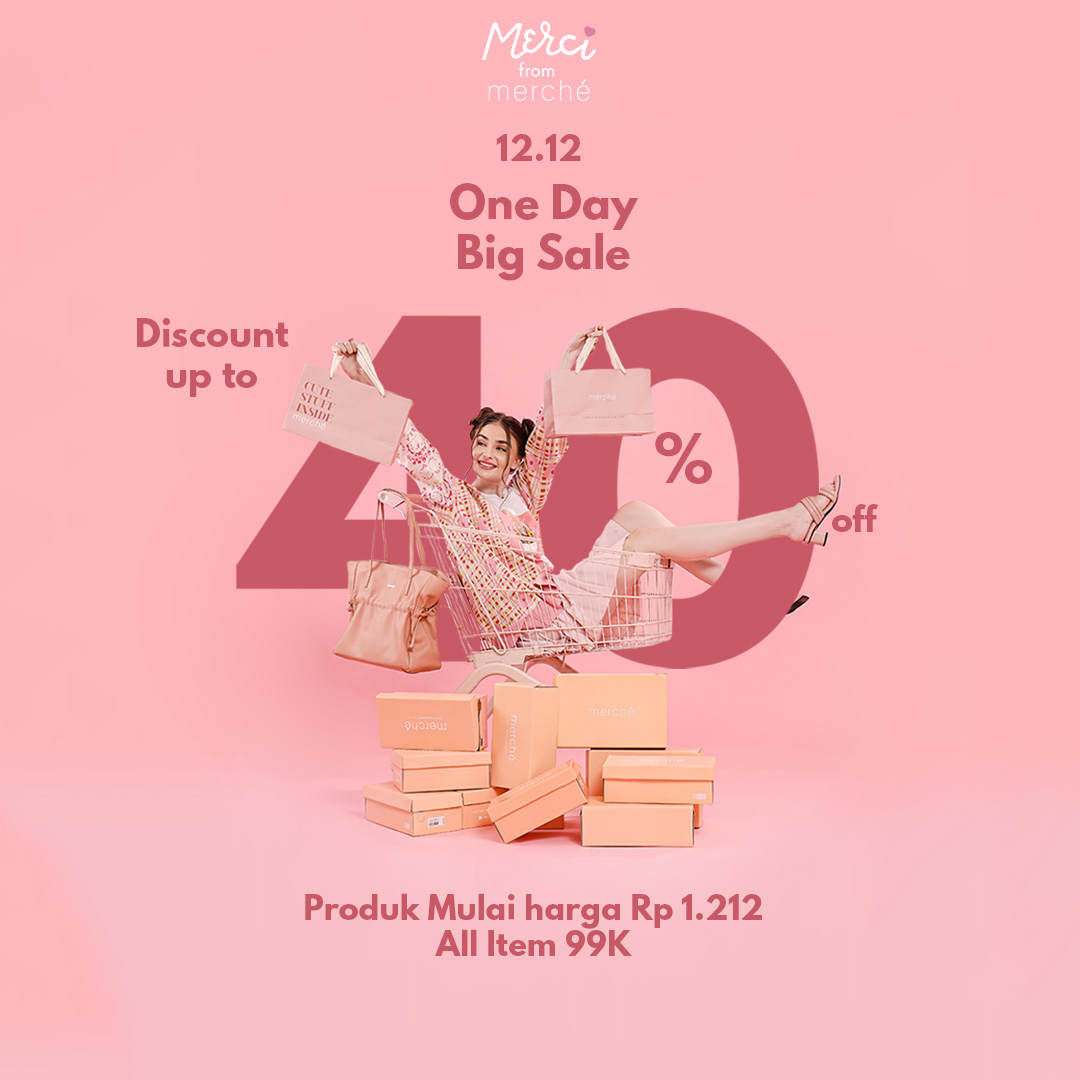 Merci
from
merché
12.12
One Day
Big Sale
Discount
up to
40
%
off
CUTE
STUFF
INSIDE
merché
merché
merché
merché
merché
Produk Mulai harga Rp 1.212
All Item 99K